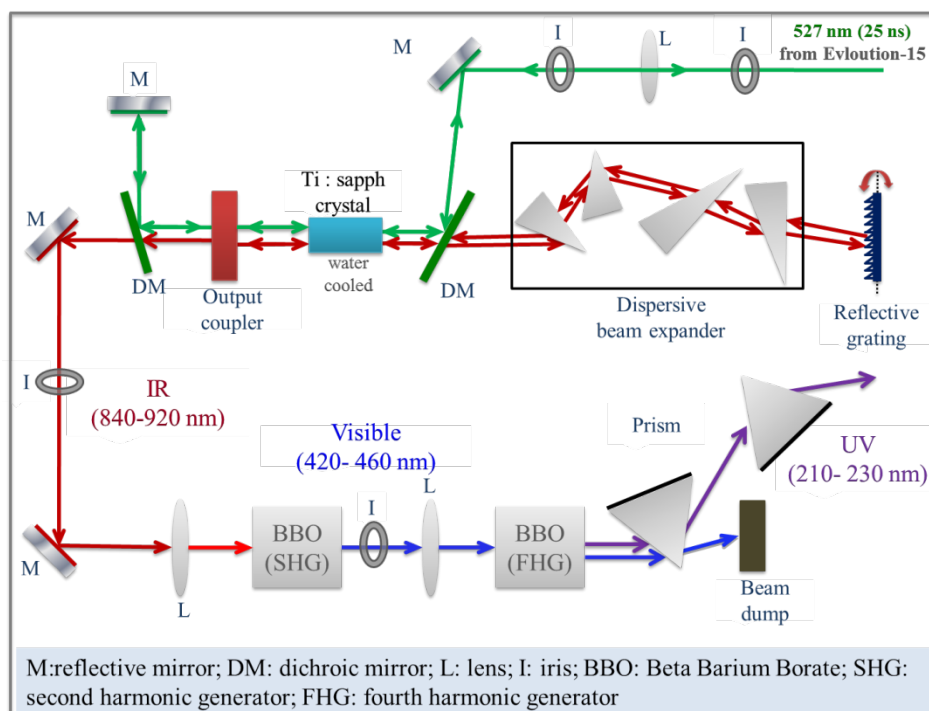 I
L
I
527 nm (25 ns)
from Evloution-15
M
M
Ti : sapph
crystal
M
water
cooled
DM
Output
coupler
DM
Dispersive
beam expander
Reflective
grating
I
IR
(840-920 nm)
Visible
(420- 460 nm)
Prism
UV
(210- 230 nm)
I
L
BBO
(SHG)
BBO
(FHG)
M
L
Beam
dump
M:reflective mirror; DM: dichroic mirror; L: lens; I: iris; BBO: Beta Barium Borate; SHG:
second harmonic generator; FHG: fourth harmonic generator